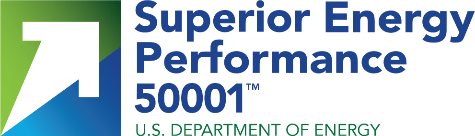 Superior Energy
Performance
50001™
U.S. DEPARTMENT OF ENERGY